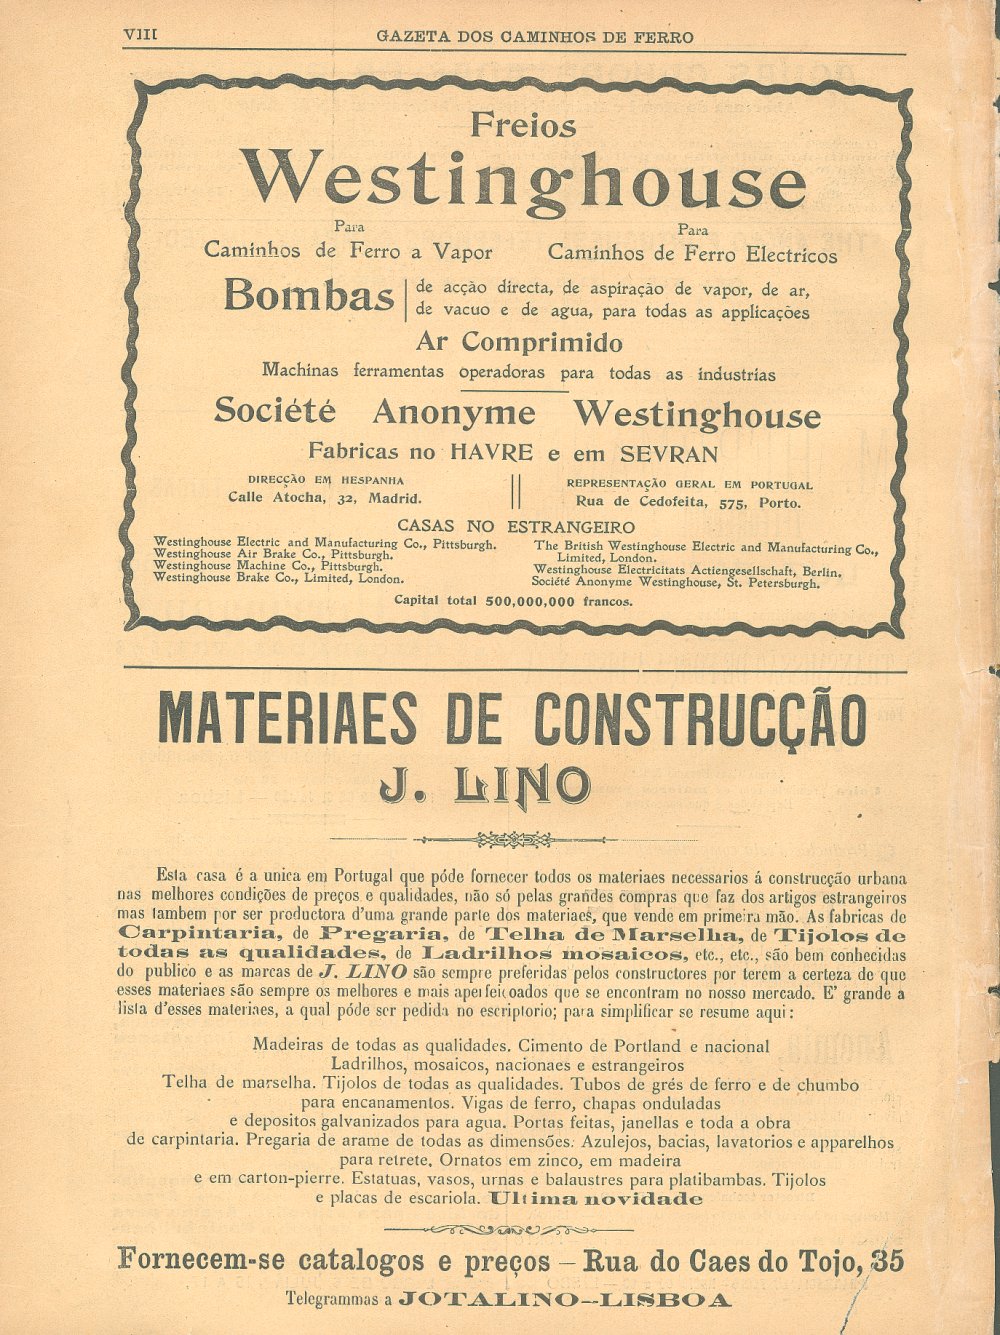 VIII
GAZETA DOS CAMINHOS DE FERRO
Freios
Westinghouse
Para
Caminhos de Ferro a Vapor
Para
Caminhos de Ferro Electricos
Bombas
de acção directa, de aspiração de vapor, de ar,
de vacuo e de agua, para todas as applicações
Ar Comprimido
Machinas ferramentas operadoras para todas as industrias
Société Anonyme Westinghouse
Fabricas no HAVRE e em SEVRAN
DIRECÇÃO EM HESPANHA
Calle Atocha, 32, Madrid.
REPRESENTAÇÃO GERAL EM PORTUGAL
Rua de Cedofeita, 575, Porto.
CASAS NO ESTRANGEIRO
Westinghouse Electric and Manufacturing Co., Pittsburgh.
Westinghouse Air Brake Co., Pittsburgh.
Westinghouse Machine Co., Pittsburgh.
Westinghouse Brake Co., Limited, London.
The British Westinghouse Electric and Manufacturing Co.,
Limited, London.
Westinghouse Electricitats Actiengesellschaft, Berlin.
Société Anonyme Westinghouse, St. Petersburgh.
Capital total 500,000,000 francos.
MATERIAES DE CONSTRUCÇÃO
J. LINO
Esta casa é a unica em Portugal que póde fornecer todos os materiaes necessarios á construcção urbana
nas melhores condições de preços e qualidades, não só pelas grandes compras que faz dos artigos estrangeiros
mas tambem por ser productora d'uma grande parte dos materiaes, que vende em primeira mão. As fabricas de
Carpintaria, de Pregaria, de Telha de Marselha, de Tijolos de
todas as qualidades, de Ladrilhos mosaicos, etc., etc., são bem conhecidas
do publico e as marcas de J. LINO são sempre preferidas pelos constructores por terem a certeza de que
esses materiaes são sempre os melhores e mais aperfeiçoados que se encontram no nosso mercado. E' grande a
lista d'esses materiaes, a qual póde ser pedida no escriptorio; para simplificar se resume aqui:
Madeiras de todas as qualidades. Cimento de Portland e nacional
Ladrilhos, mosaicos, nacionaes e estrangeiros
Telha de marselha. Tijolos de todas as qualidades. Tubos de grés de ferro e de chumbo
para encanamentos. Vigas de ferro, chapas onduladas
e depositos galvanizados para agua. Portas feitas, janellas e toda a obra
de carpintaria. Pregaria de arame de todas as dimensões. Azulejos, bacias, lavatorios e apparelhos
para retrete. Ornatos em zinco, em madeira
e em carton-pierre. Estatuas, vasos, urnas e balaustres para platibambas. Tijolos
e placas de escariola. Ultima novidade
Fornecem-se catalogos e preços — Rua do Caes do Tojo, 35
Telegrammas a JOTALINO--LISBOA